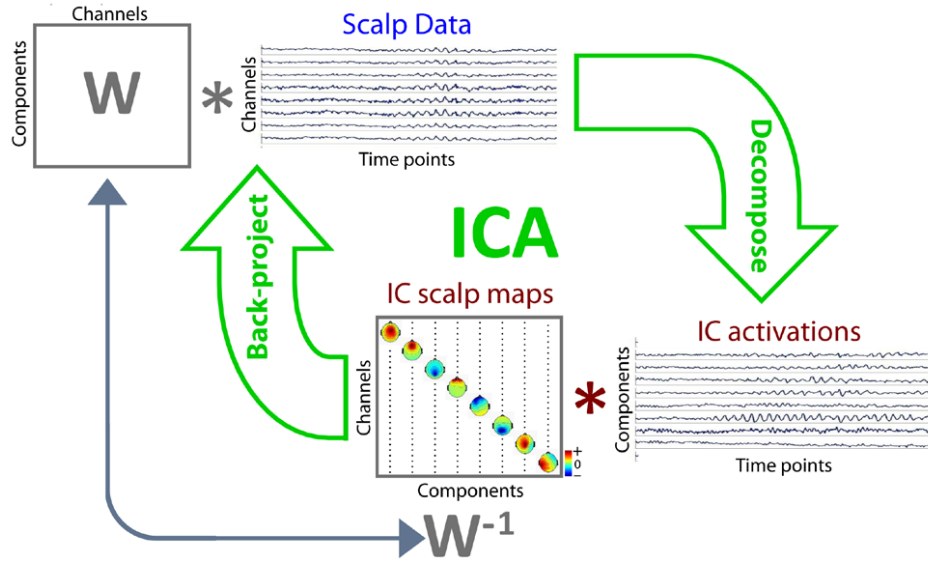 Channels
Components
W
*
Scalp Data
Channels
Time points
Decompose
Back-project
ICA
IC scalp maps
Channels
Components
+
0
−
*
IC activations
Components
Time points
W-1